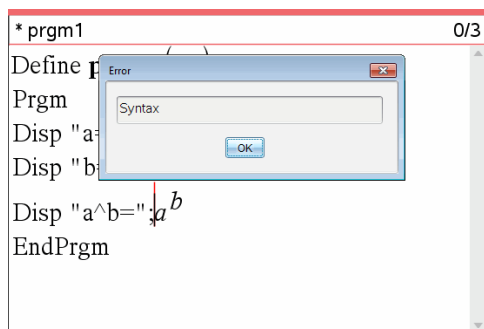 * prgm1 0/3
Define
Error
Prgm
Syntax
Disp "a=
OK
Disp "b
Disp "a^b=";a^b
EndPrgm